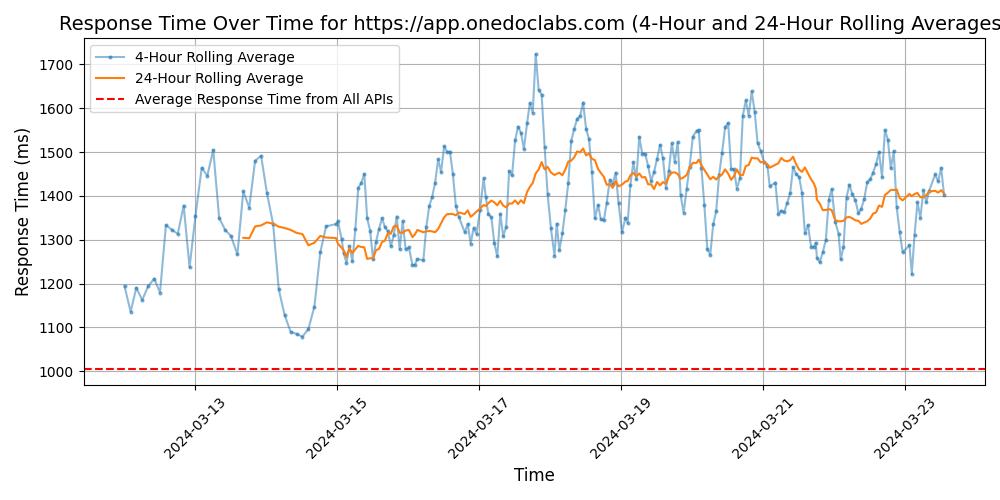 Response Time Over Time for https://app.onedoclabs.com (4-Hour and 24-Hour Rolling Averages
4-Hour Rolling Average
24-Hour Rolling Average
Average Response Time from All APIs
Response Time (ms)
1700
1600
1500
1400
1300
1200
1100
1000
2024-03-13
2024-03-15
2024-03-17
2024-03-19
2024-03-21
2024-03-23
Time